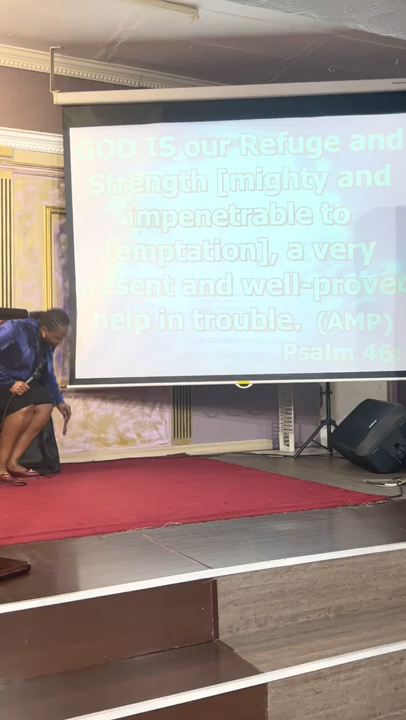 GOD IS our Refuge and
Strength [mighty and
impenetrable to
temptation], a very
present and well-proved
help in trouble. (AMP)
Psalm 46: